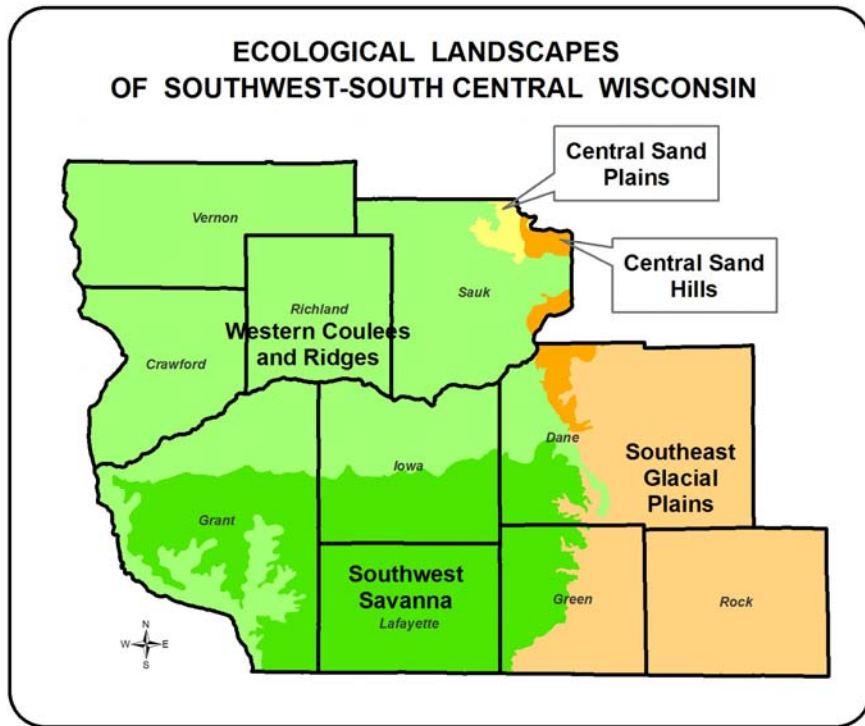 ECOLOGICAL LANDSCAPES
OF SOUTHWEST-SOUTH CENTRAL WISCONSIN
Central Sand
Plains
Vernon
Central Sand
Hills
Sauk
Richland
Western Coulees
and Ridges
Crawford
Dane
Southeast
Glacial
Plains
Iowa
Grant
Southwest
Savanna
Lafayette
Green
Rock
N
W E
S